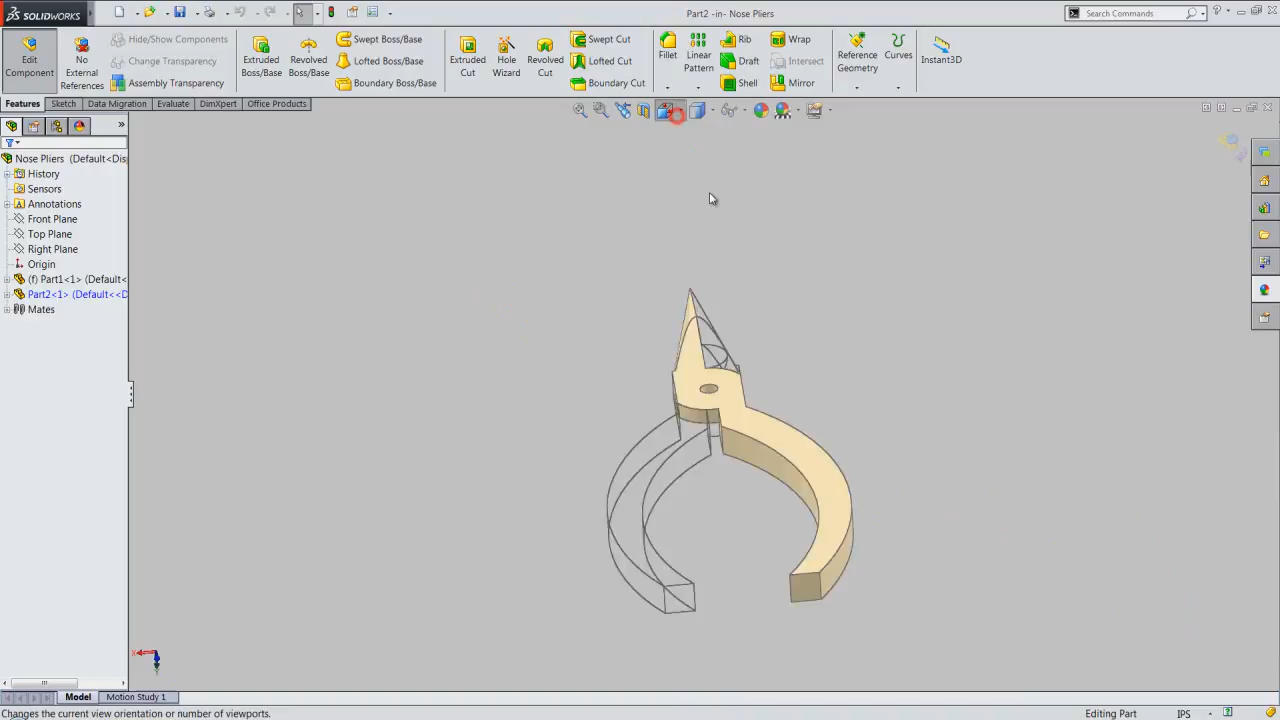 SOLIDWORKS
Part2 -in- Nose Pliers
Search Commands
Edit Component
No External References
Hide/Show Components
Change Transparency
Assembly Transparency
Extruded Boss/Base
Revolved Boss/Base
Swept Boss/Base
Lofted Boss/Base
Boundary Boss/Base
Extruded Cut
Hole Wizard
Revolved Cut
Swept Cut
Lofted Cut
Boundary Cut
Fillet
Linear Pattern
Rib
Draft
Shell
Wrap
Intersect
Mirror
Reference Geometry
Curves
Instant3D
Features
Sketch
Data Migration
Evaluate
DimXpert
Office Products
Nose Pliers (Default<Dis
History
Sensors
Annotations
Front Plane
Top Plane
Right Plane
Origin
(f) Part1<1> (Default<
Part2<1> (Default<<D
Mates
X
Model
Motion Study 1
Changes the current view orientation or number of viewports.
Editing Part
IPS